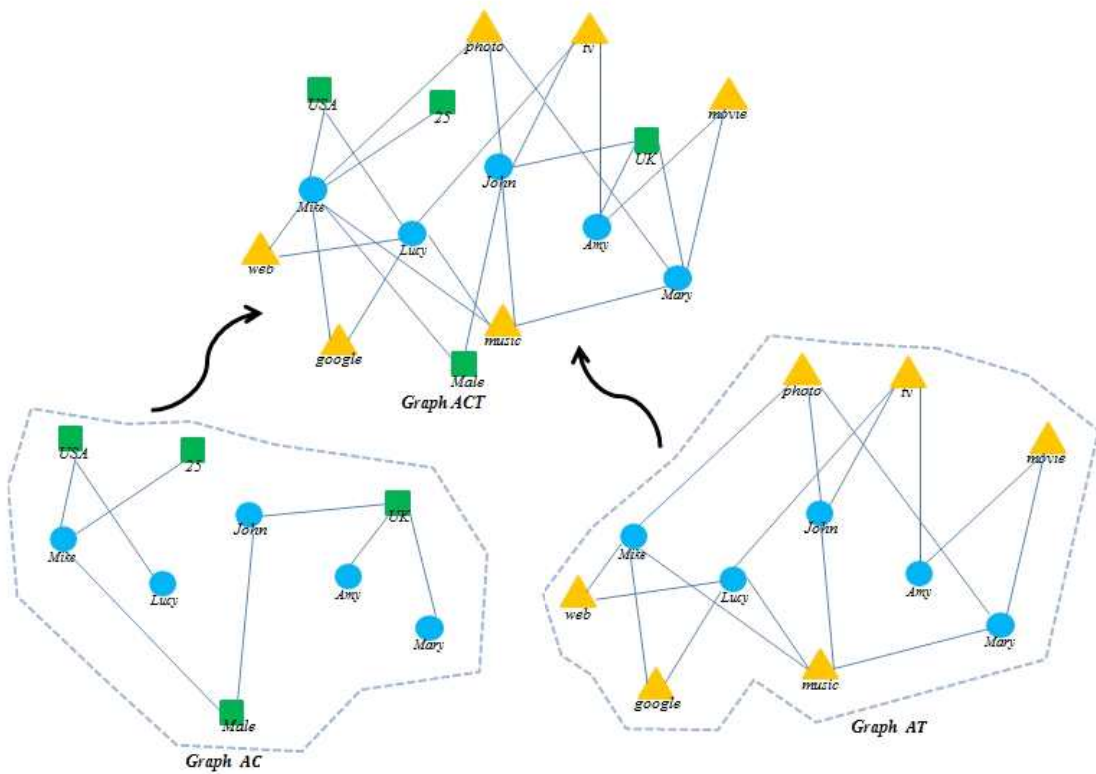 photo
tv
USA
25
movie
UK
John
Mike
Lucy
Amy
web
Mary
music
google
Male
Graph ACT
USA
25
John
UK
Mike
Lucy
Amy
Mary
Male
Graph AC
photo
tv
movie
John
Mike
Lucy
Amy
web
Mary
music
google
Graph AT